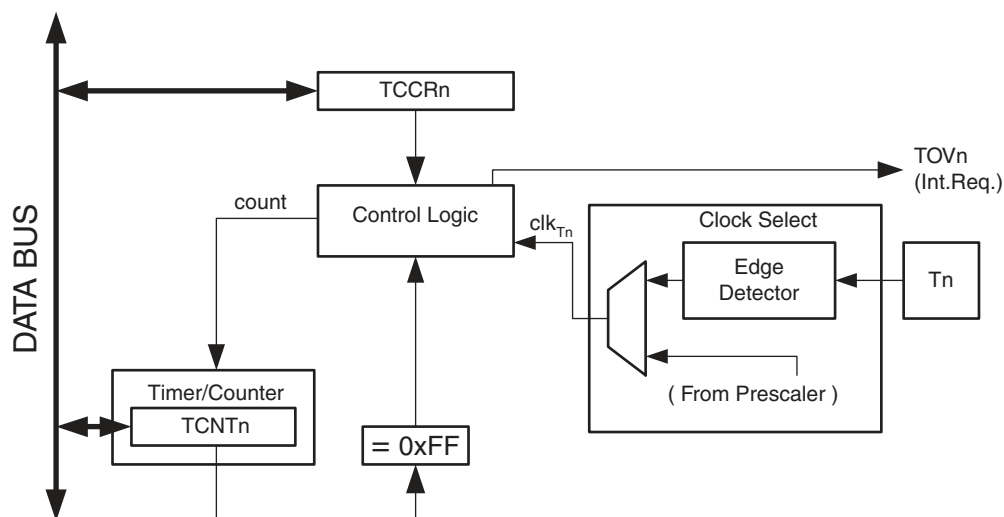 TCCRn
TOVn
(Int.Req.)
count
Control Logic
clkTn
Clock Select
Edge
Detector
Tn
DATA BUS
Timer/Counter
TCNTn
( From Prescaler )
= 0xFF